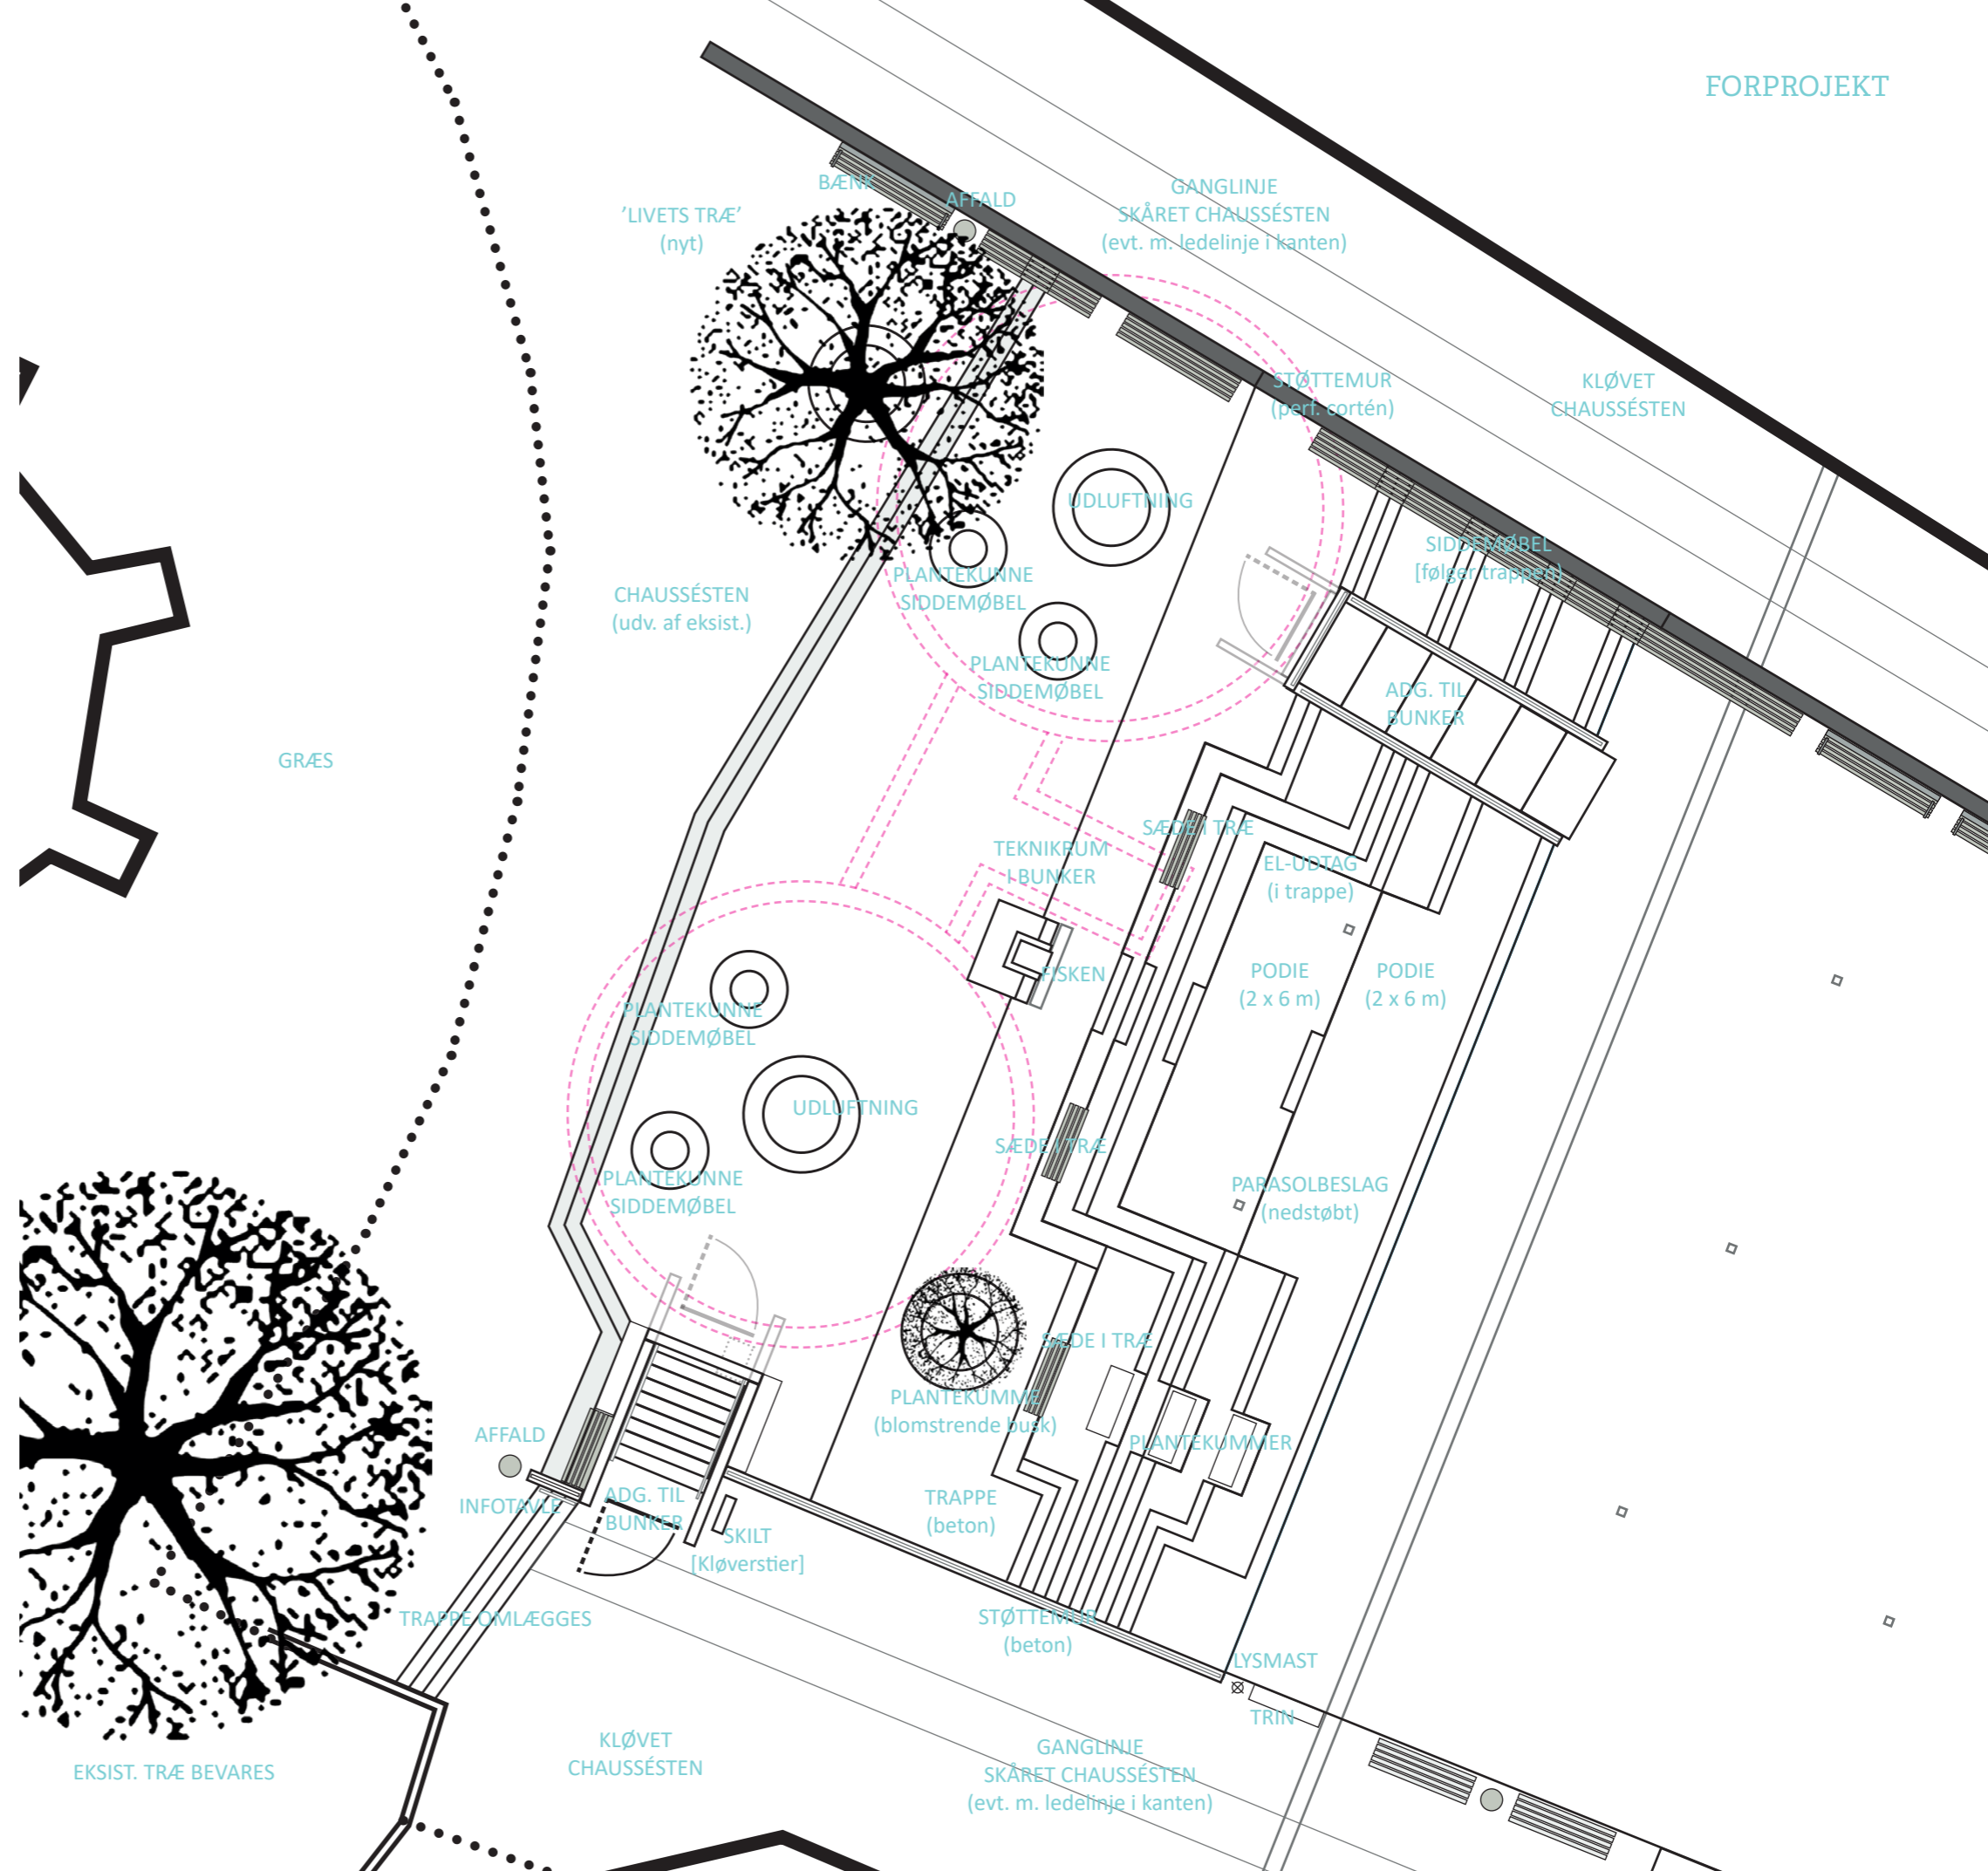 FORPROJEKT
BÆNK
AFFALD
GANGLINJE
SKÅRET CHAUSSÉSTEN
(evt. m. ledelinje i kanten)
’LIVETS TRÆ’
(nyt)
STØTTEMUR
(perf. cortén)
KLØVET
CHAUSSÉSTEN
UDLUFTNING
SIDDEMØBEL
[følger trappen)
PLANTEKUNNE
SIDDEMØBEL
CHAUSSÉSTEN
(udv. af eksist.)
PLANTEKUNNE
SIDDEMØBEL
ADG. TIL
BUNKER
GRÆS
SÆDE I TRÆ
TEKNIKRUM
I BUNKER
EL-UDTAG
(i trappe)
FISKEN
PODIE
(2 x 6 m)
PODIE
(2 x 6 m)
PLANTEKUNNE
SIDDEMØBEL
UDLUFTNING
SÆDE I TRÆ
PLANTEKUNNE
SIDDEMØBEL
PARASOLBESLAG
(nedstøbt)
SÆDE I TRÆ
PLANTEKUMME
(blomstrende busk)
PLANTEKUMMER
AFFALD
INFOTAVLE
ADG. TIL
BUNKER
TRAPPE
(beton)
SKILT
[Kløverstier]
TRAPPE OMLÆGGES
STØTTEMUR
(beton)
LYSMAST
TRIN
EKSIST. TRÆ BEVARES
KLØVET
CHAUSSÉSTEN
GANGLINJE
SKÅRET CHAUSSÉSTEN
(evt. m. ledelinje i kanten)